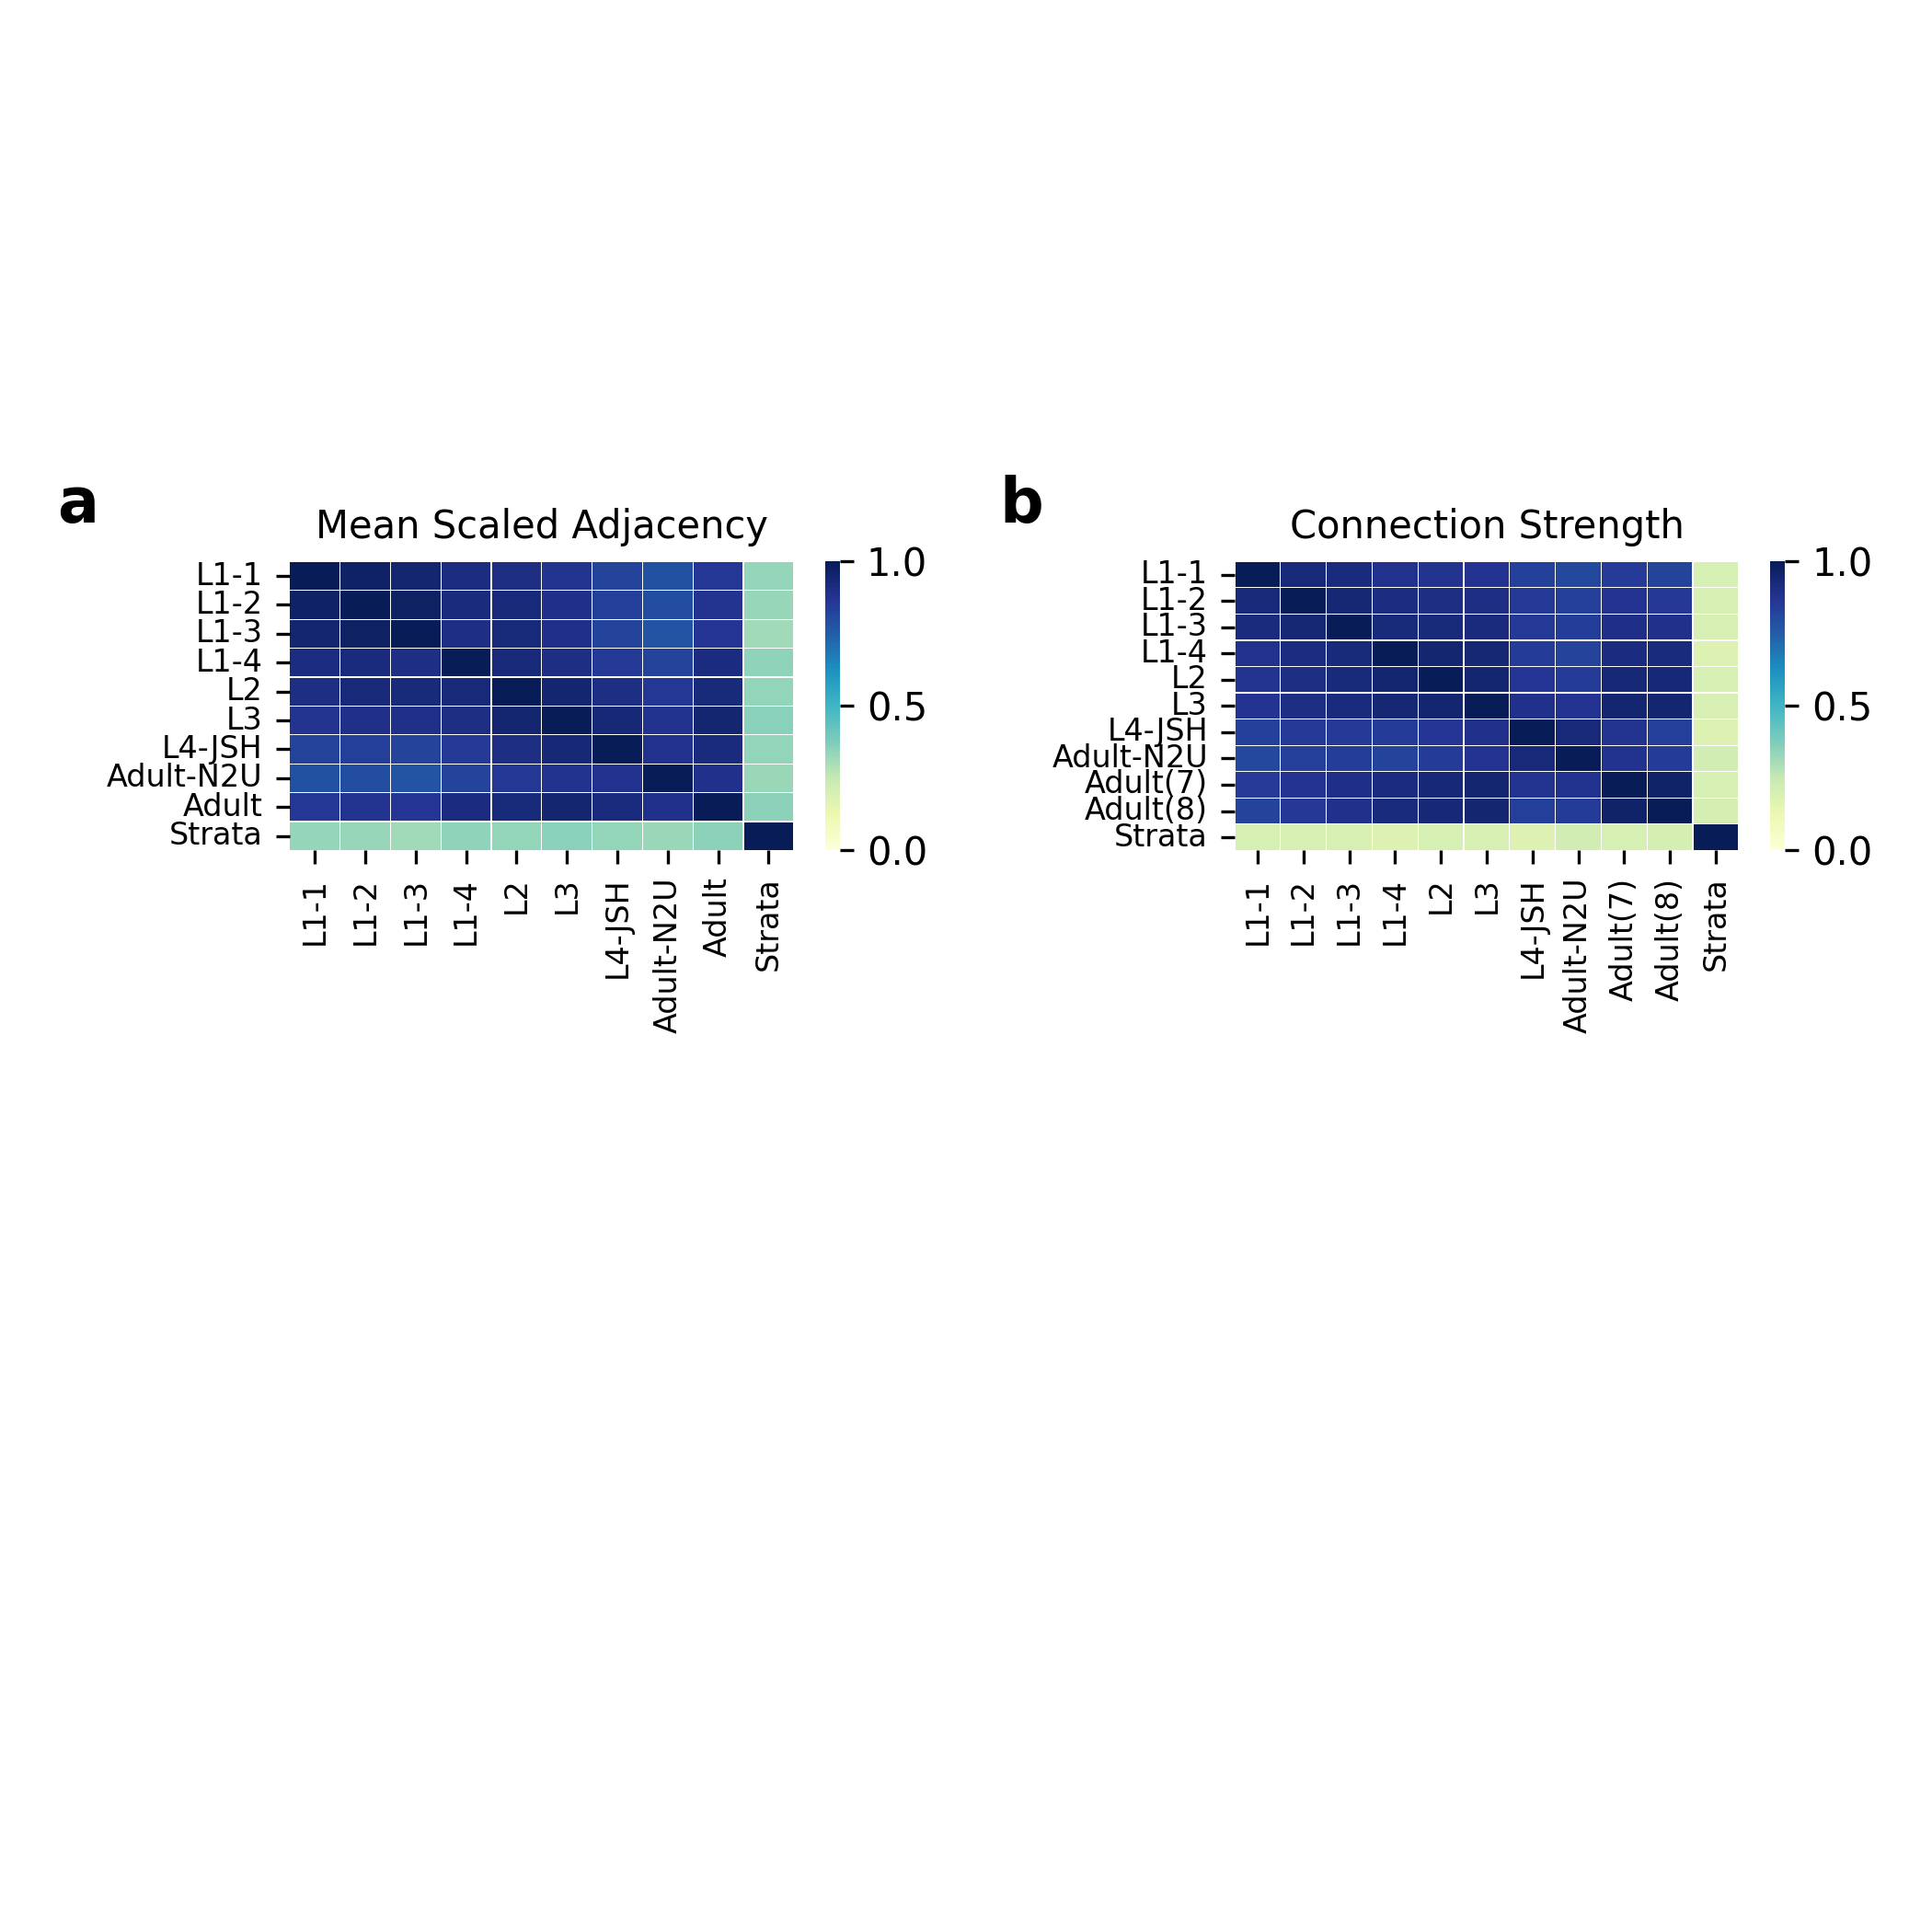 a
Mean Scaled Adjacency
L1-1
L1-2
L1-3
L1-4
L2
L3
L4-JSH
Adult-N2U
Adult
Strata
L1-1
L1-2
L1-3
L1-4
L2
L3
L4-JSH
Adult-N2U
Adult
Strata
1.0
0.5
0.0
b
Connection Strength
L1-1
L1-2
L1-3
L1-4
L2
L3
L4-JSH
Adult-N2U
Adult(7)
Adult(8)
Strata
L1-1
L1-2
L1-3
L1-4
L2
L3
L4-JSH
Adult-N2U
Adult(7)
Adult(8)
Strata
1.0
0.5
0.0